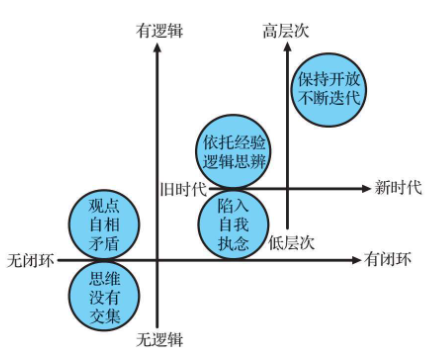 有逻辑
高层次
保持开放
不断迭代
依托经验
逻辑思辨
旧时代
新时代
观点
自相
矛盾
陷入
自我
执念
低层次
无闭环
有闭环
思维
没有
交集
无逻辑